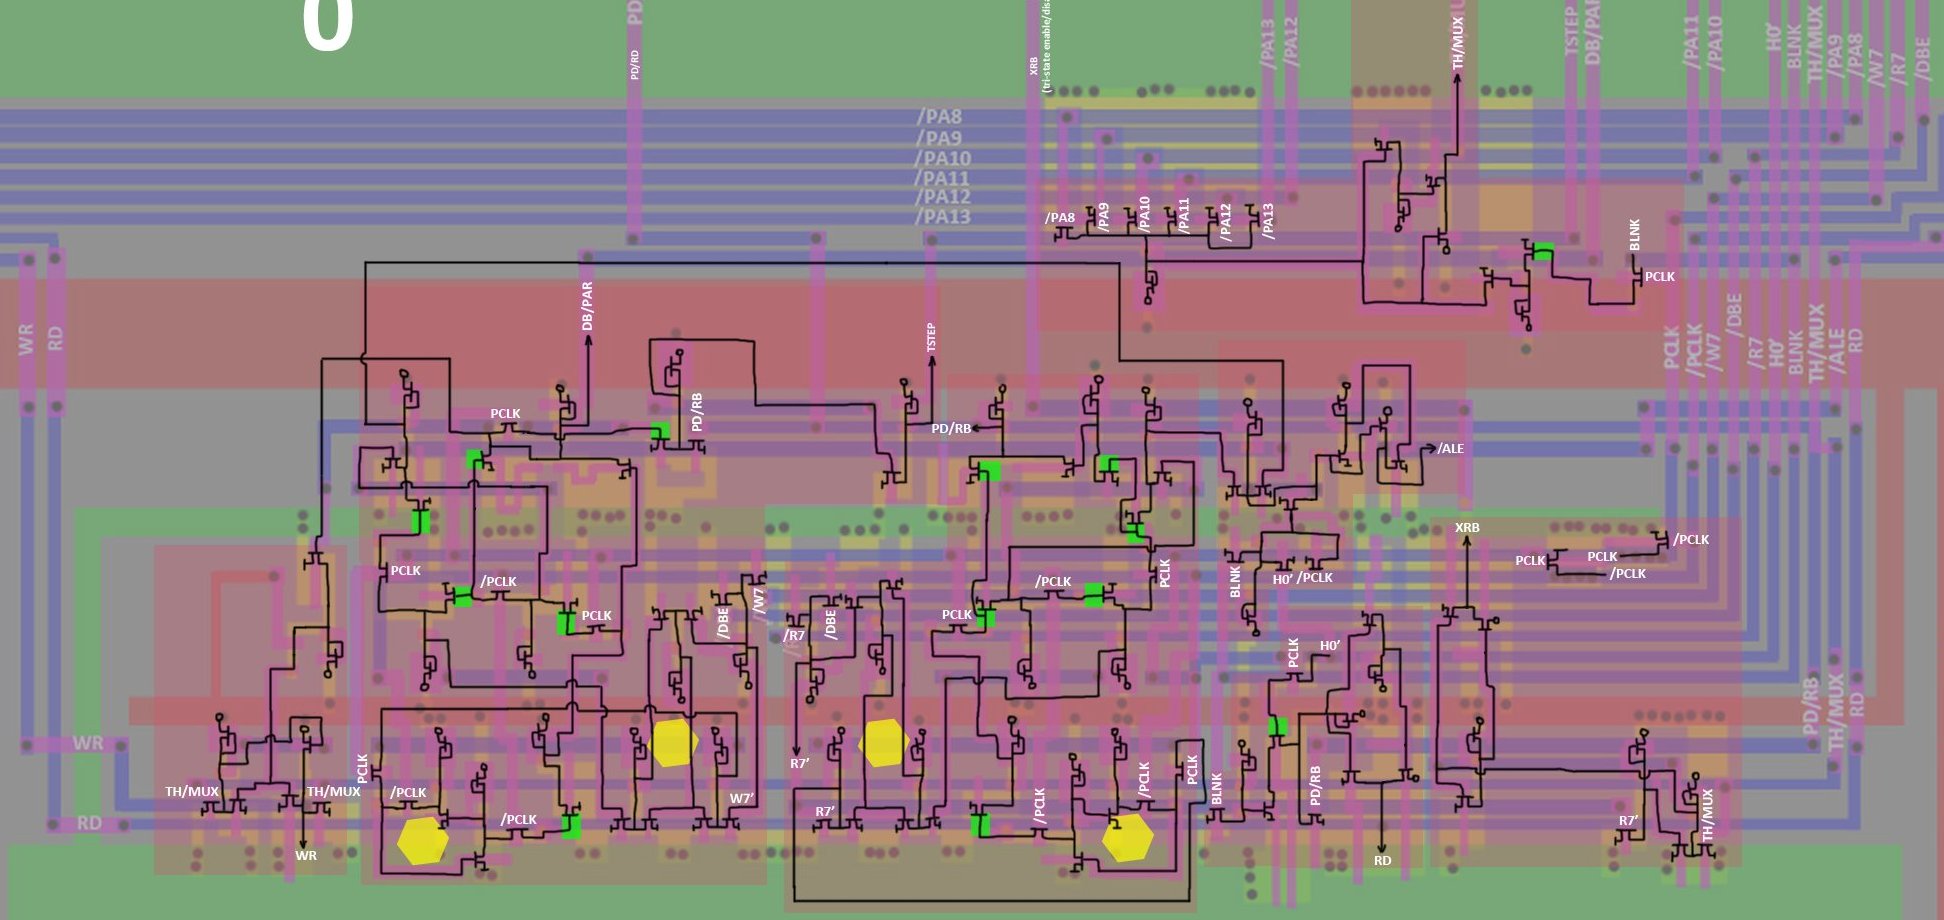 0
PD
PD/RD
XRB
(tri-state enable/disa
/PA13
/PA12
TH/MUX
MU
TSTEP
DB/PAR
/PA11
/PA10
H0'
BLNK
TH/MUX
/PA9
/PA8
/W7
/R7
/DBE
/PA8
/PA9
/PA10
/PA11
/PA12
/PA13
/PA8
/PA9
/PA10
/PA11
/PA12
/PA13
BLNK
PCLK
WR
RD
DB/PAR
TSTEP
PCLK
/PCLK
/W7
/DBE
/R7
H0'
BLNK
TH/MUX
/ALE
RD
PCLK
PD/RB
PD/RB
/ALE
XRB
PCLK
/PCLK
PCLK
/PCLK
PCLK
/PCLK
PCLK
/DBE
/W7
/R7
/DBE
PCLK
/PCLK
PCLK
BLNK
H0'
/PCLK
PCLK
H0'
PD/RB
TH/MUX
RD
WR
RD
TH/MUX
TH/MUX
WR
PCLK
/PCLK
/PCLK
W7'
R7'
R7'
/PCLK
/PCLK
PCLK
BLNK
PD/RB
RD
R7'
TH/MUX